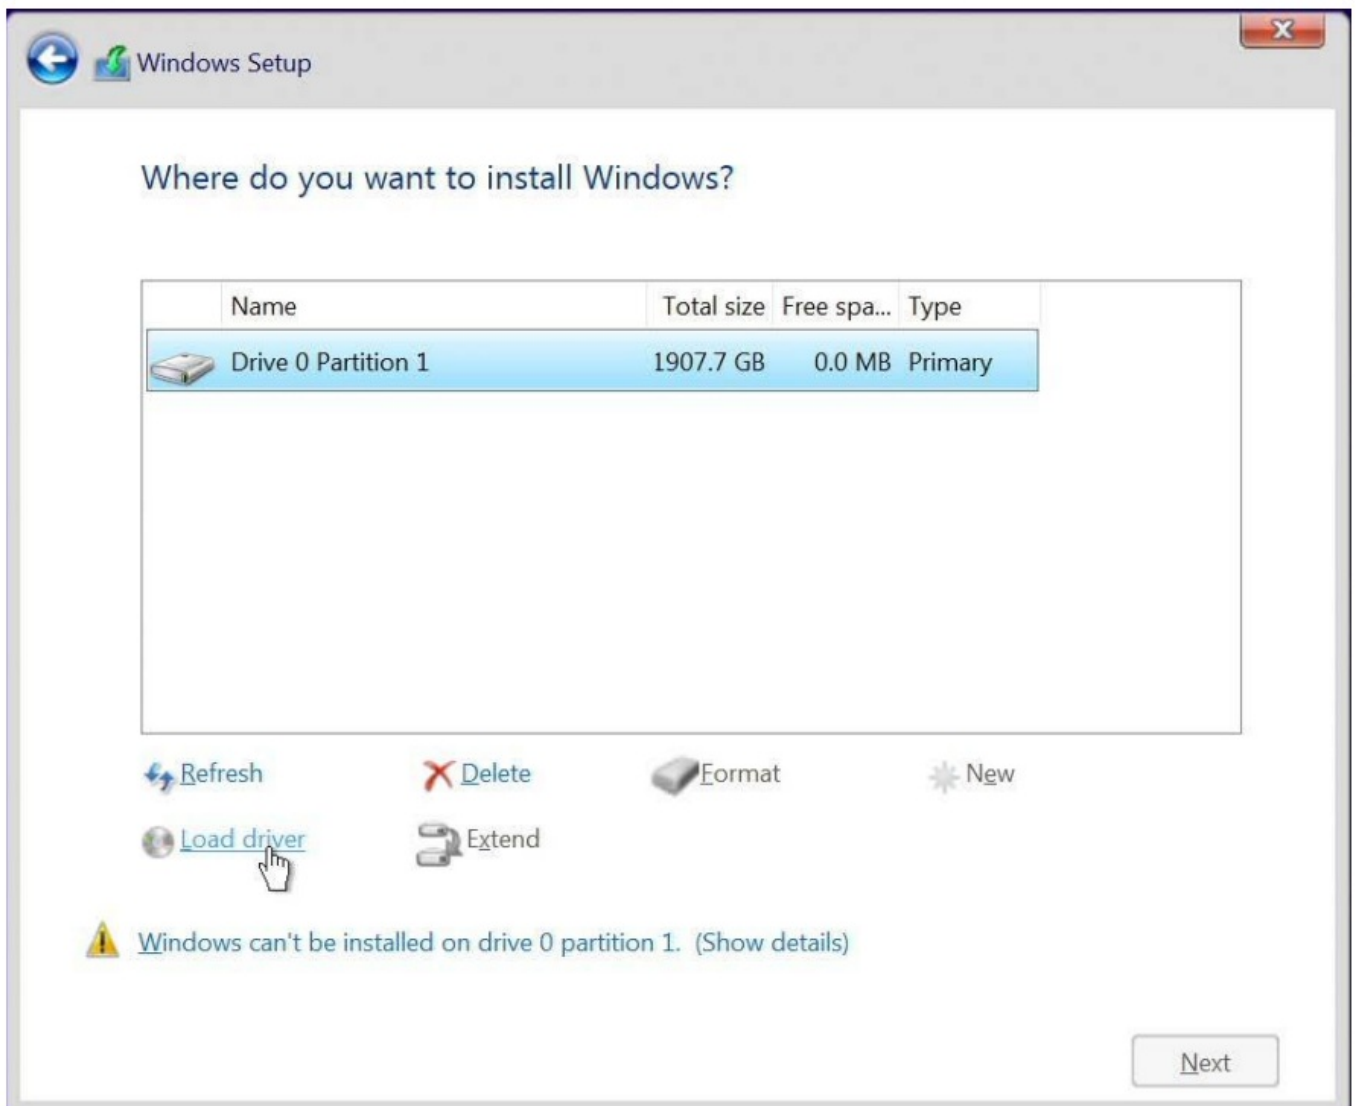 Windows Setup
Where do you want to install Windows?
Name Total size Free spa... Type
Drive 0 Partition 1 1907.7 GB 0.0 MB Primary
Refresh Delete Format New
Load driver Extend
Windows can't be installed on drive 0 partition 1. (Show details)
Next